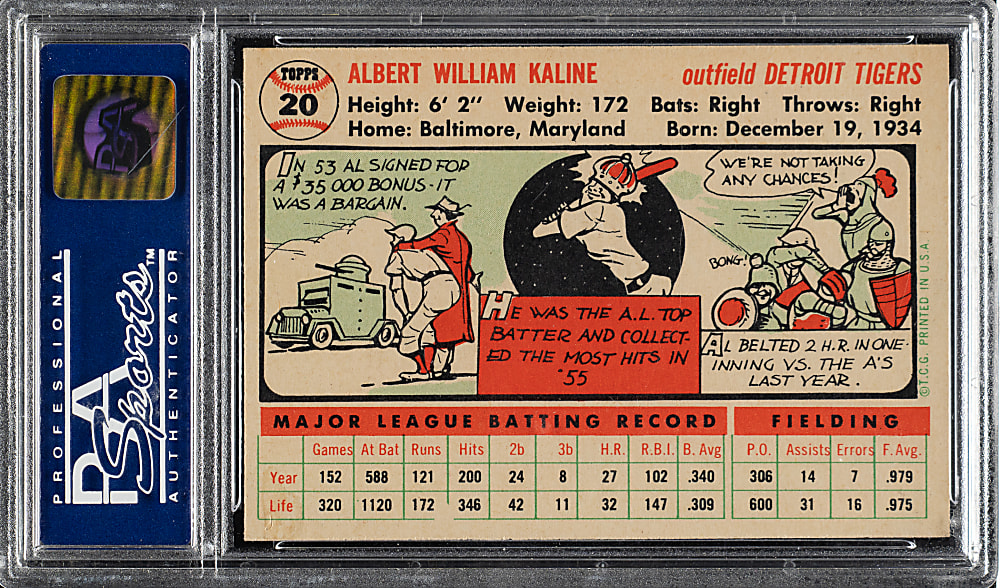 PROFESSIONAL
PSA
Sports™
AUTHENTICATOR
PSA
TOPPS
20
ALBERT WILLIAM KALINE
outfield DETROIT TIGERS
Height: 6' 2" Weight: 172 Bats: Right Throws: Right
Home: Baltimore, Maryland Born: December 19, 1934
IN 53 AL SIGNED FOR
A $35 000 BONUS - IT
WAS A BARGAIN.
HE WAS THE A.L. TOP
BATTER AND COLLECT-
ED THE MOST HITS IN
'55
WE'RE NOT TAKING
ANY CHANCES!
BONG!
AL BELTED 2 H.R. IN ONE
INNING VS. THE A'S
LAST YEAR.
©T.C.G. PRINTED IN U.S.A.
MAJOR LEAGUE BATTING RECORD FIELDING
Games At Bat Runs Hits 2b 3b H.R. R.B.I. B. Avg P.O. Assists Errors F. Avg.
Year 152 588 121 200 24 8 27 102 .340 306 14 7 .979
Life 320 1120 172 346 42 11 32 147 .309 600 31 16 .975